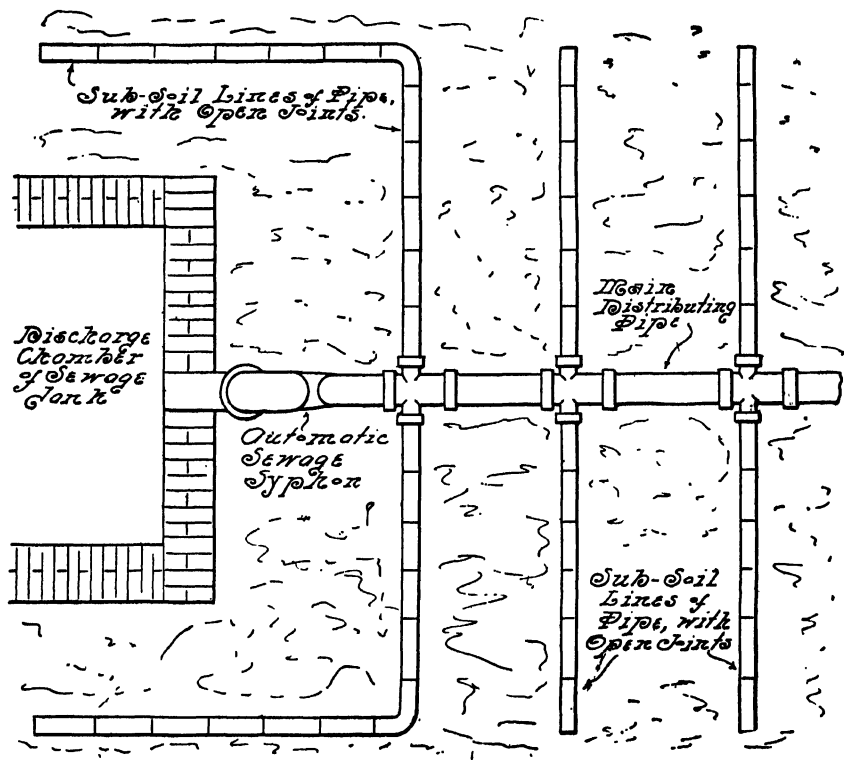 Sub-Soil Lines of Pipe,
with Open Joints.
Main
Distributing
Pipe
Discharge
Chamber
of Sewage
Tank
Automatic
Sewage
Syphon
Sub-Soil
Lines of
Pipe, with
Open Joints